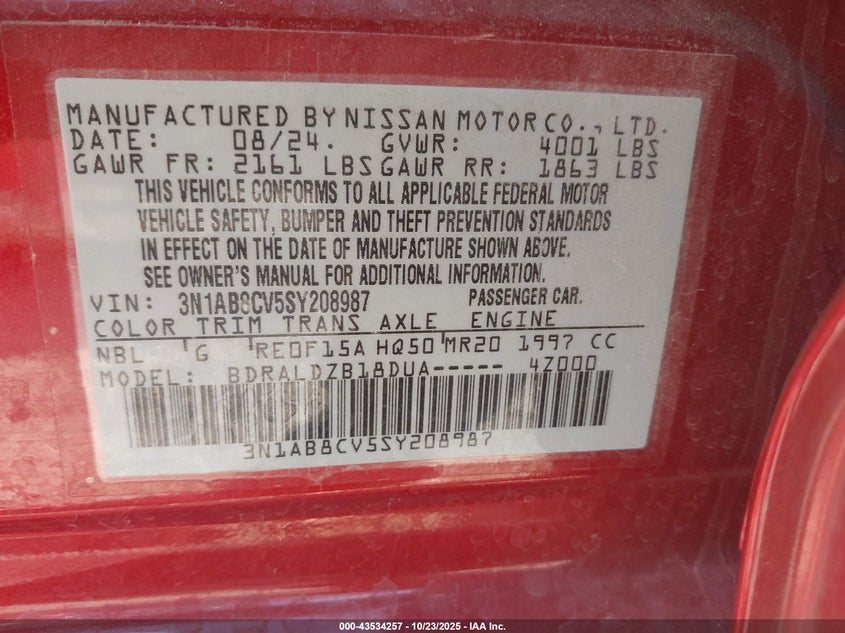 MANUFACTURED BY NISSAN MOTOR CO., LTD.
DATE: 08/24. GVWR: 4001 LBS
GAWR FR: 2161 LBS GAWR RR: 1863 LBS
THIS VEHICLE CONFORMS TO ALL APPLICABLE FEDERAL MOTOR
VEHICLE SAFETY, BUMPER AND THEFT PREVENTION STANDARDS
IN EFFECT ON THE DATE OF MANUFACTURE SHOWN ABOVE.
SEE OWNER'S MANUAL FOR ADDITIONAL INFORMATION.
VIN: 3N1AB8CV5SY208987 PASSENGER CAR.
COLOR TRIM TRANS AXLE ENGINE
NBL G RE0F15A HQ50 MR20 1997 CC
MODEL: BDRALDZB18DUA----- 4Z000
3N1AB8CV5SY208987
000-43534257 | 10/23/2025 - IAA Inc.